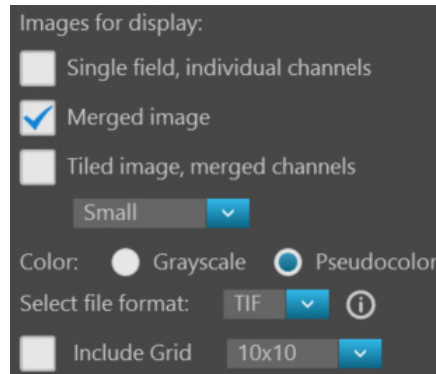 Images for display:
Single field, individual channels
Merged image
Tiled image, merged channels
Small
Color: Grayscale Pseudocolor
Select file format: TIF
Include Grid 10x10